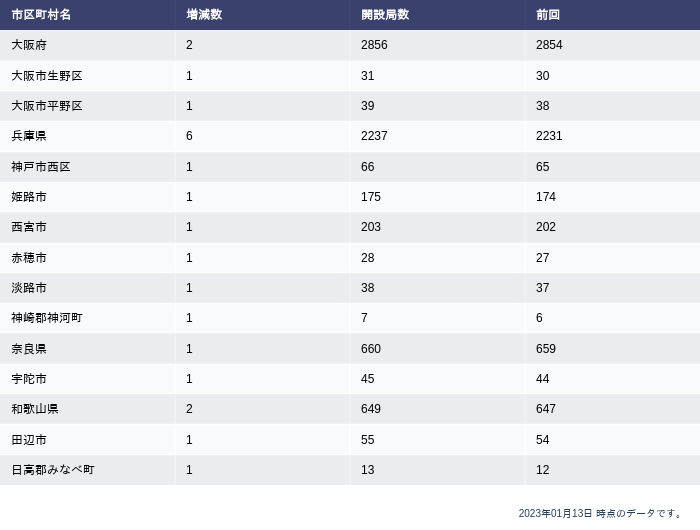 市区町村名 増減数 開設局数 前回
大阪府 2 2856 2854
大阪市生野区 1 31 30
大阪市平野区 1 39 38
兵庫県 6 2237 2231
神戸市西区 1 66 65
姫路市 1 175 174
西宮市 1 203 202
赤穂市 1 28 27
淡路市 1 38 37
神崎郡神河町 1 7 6
奈良県 1 660 659
宇陀市 1 45 44
和歌山県 2 649 647
田辺市 1 55 54
日高郡みなべ町 1 13 12
2023年01月13日 時点のデータです。